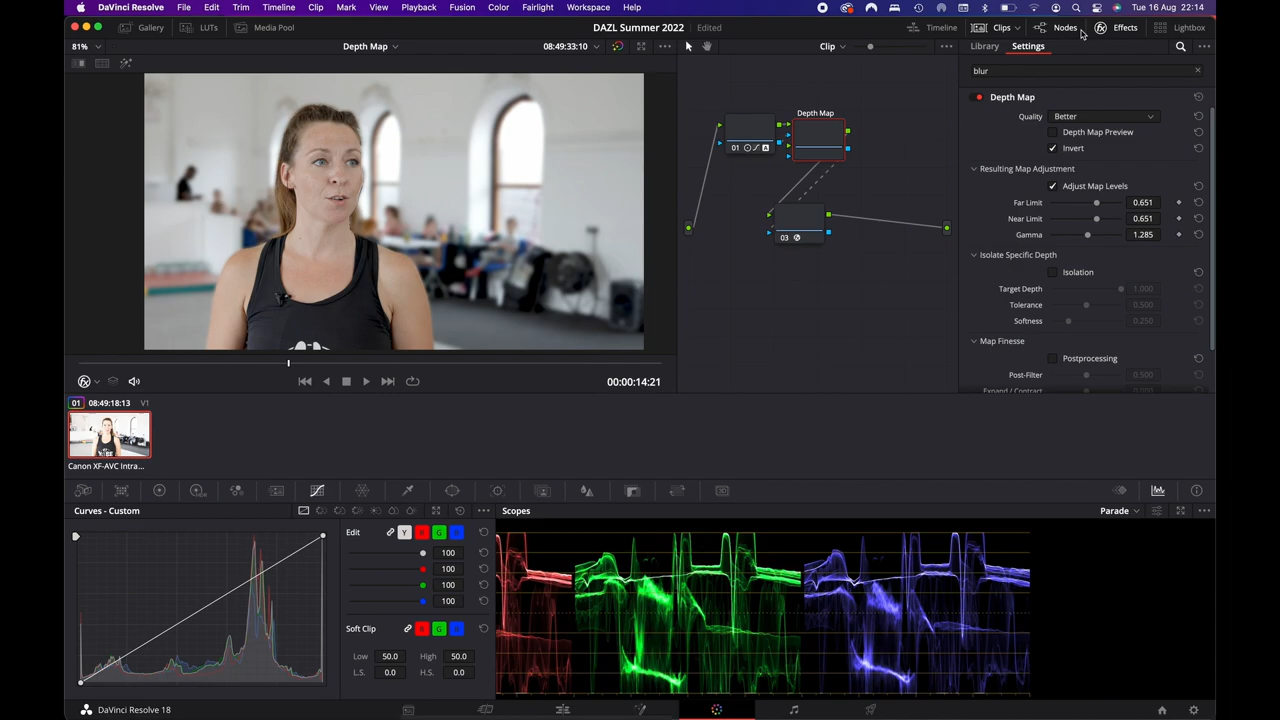 DaVinci Resolve File Edit Trim Timeline Clip Mark View Playback Fusion Color Fairlight Workspace Help Tue 16 Aug 22:14
Gallery LUTs Media Pool DAZL Summer 2022 Edited Timeline Clips Nodes Effects Lightbox
81% Depth Map 08:49:33:10 Clip Library Settings
blur
Depth Map
Quality Better
Depth Map Preview
Invert
Resulting Map Adjustment
Adjust Map Levels
Far Limit 0.651
Near Limit 0.651
Gamma 1.285
Isolate Specific Depth
Isolation
Target Depth 1.000
Tolerance 0.500
Softness 0.250
Map Finesse
Postprocessing
Post-Filter 0.500
Expand / Contract 0.000
Depth Map
01
03
00:00:14:21
01 08:49:18:13 V1
Canon XF-AVC Intra...
Curves - Custom
Edit Y R G B
100
100
100
100
Soft Clip R G B
Low 50.0 High 50.0
L.S. 0.0 H.S. 0.0
Scopes Parade
DaVinci Resolve 18